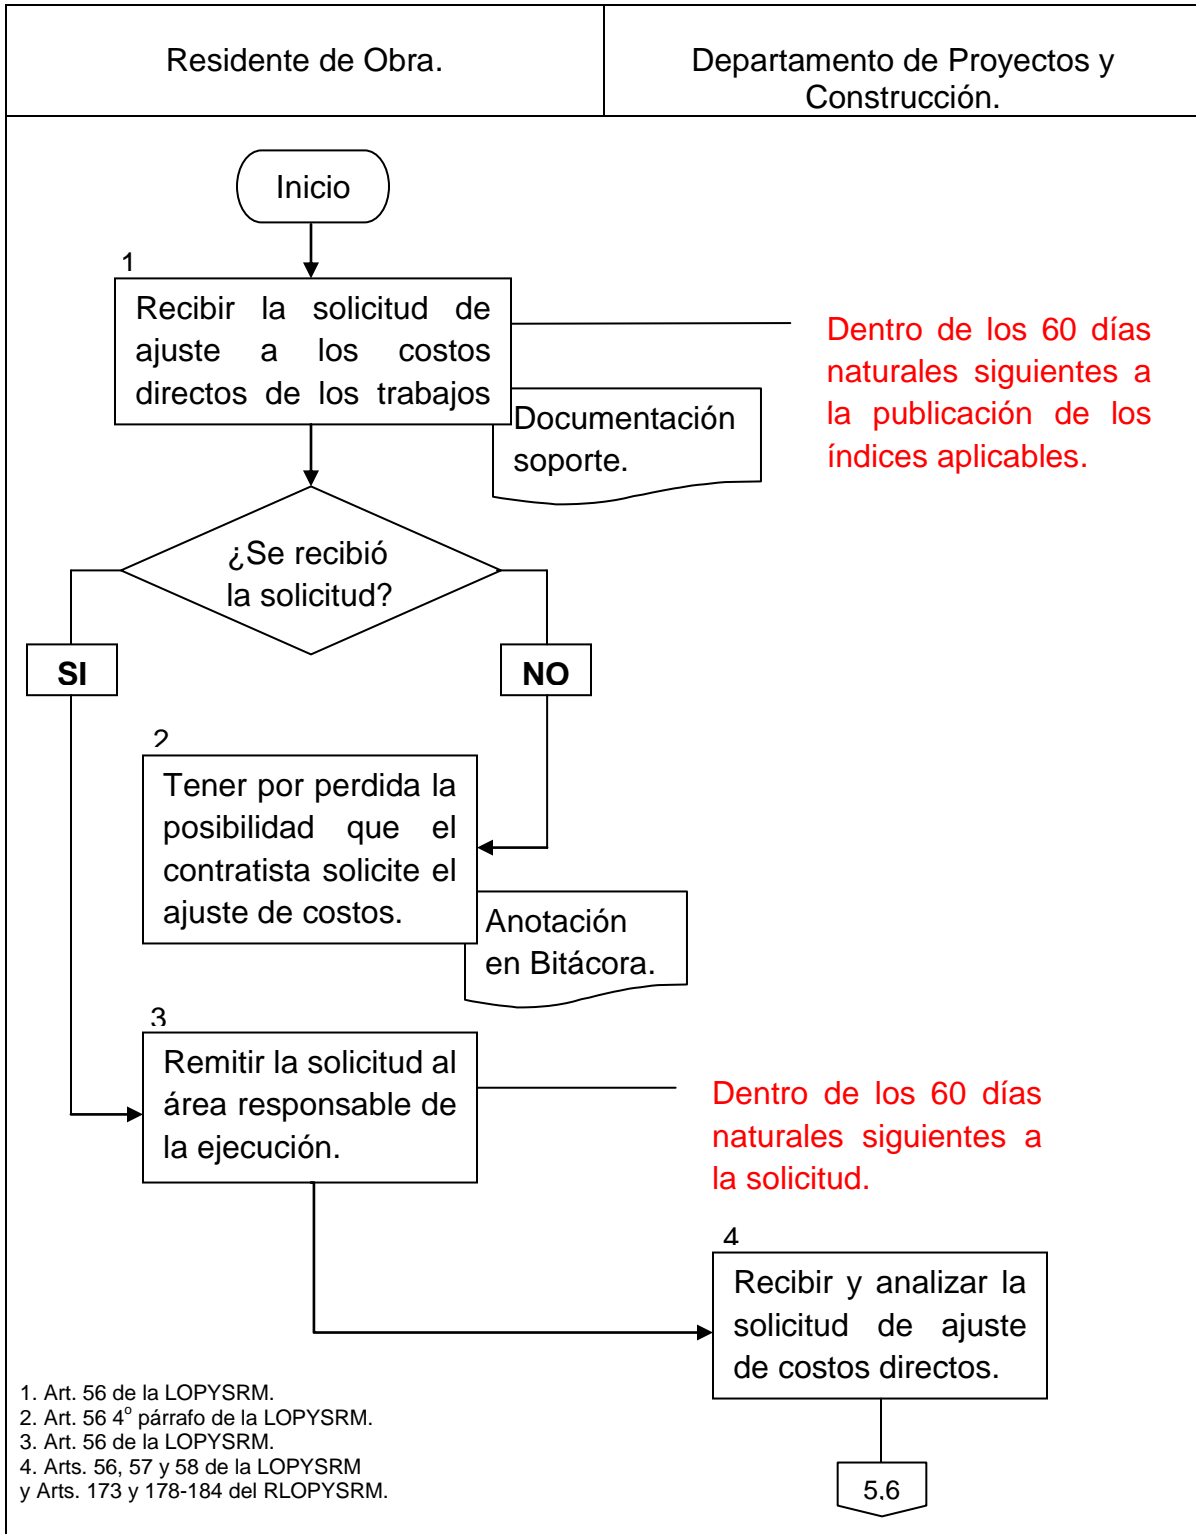 Residente de Obra.
Departamento de Proyectos y
Construcción.
Inicio
1
Recibir la solicitud de
ajuste a los costos
directos de los trabajos
Dentro de los 60 días
naturales siguientes a
la publicación de los
índices aplicables.
Documentación
soporte.
¿Se recibió
la solicitud?
SI
NO
2
Tener por perdida la
posibilidad que el
contratista solicite el
ajuste de costos.
Anotación
en Bitácora.
3
Remitir la solicitud al
área responsable de
la ejecución.
Dentro de los 60 días
naturales siguientes a
la solicitud.
4
Recibir y analizar la
solicitud de ajuste
de costos directos.
1. Art. 56 de la LOPYSRM.
2. Art. 56 4º párrafo de la LOPYSRM.
3. Art. 56 de la LOPYSRM.
4. Arts. 56, 57 y 58 de la LOPYSRM
y Arts. 173 y 178-184 del RLOPYSRM.
5,6